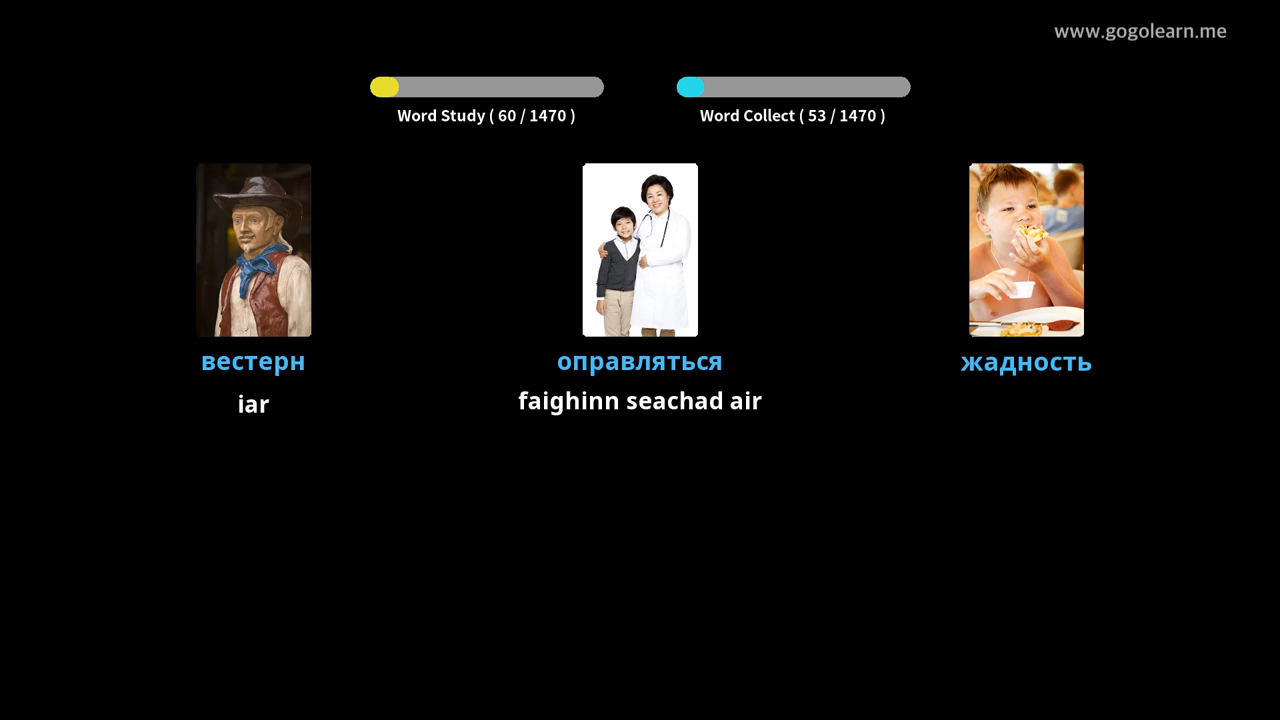 www.gogolearn.me
Word Study ( 60 / 1470 )
Word Collect ( 53 / 1470 )
вестерн
оправляться
жадность
iar
faighinn seachad air